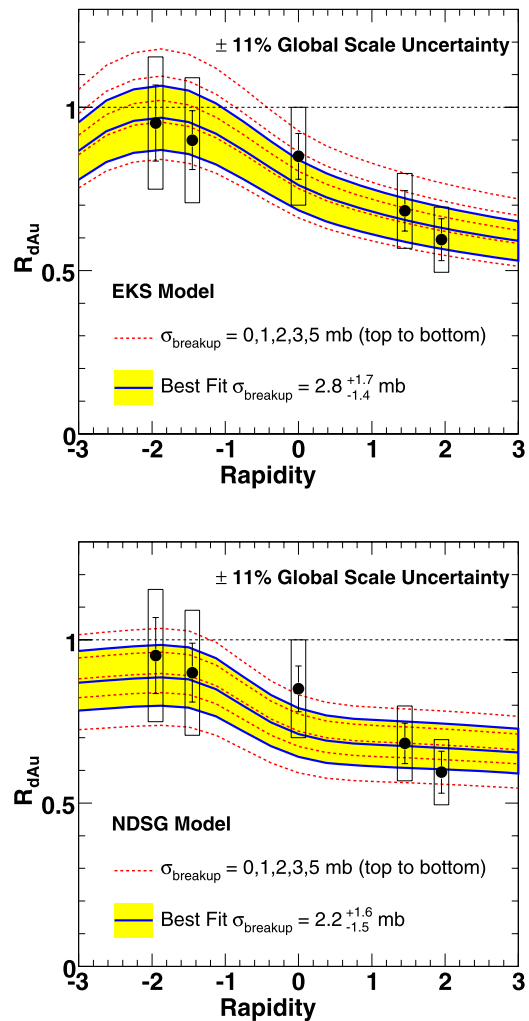 ± 11% Global Scale Uncertainty
1
R_dAu
0.5
EKS Model
σ_breakup = 0,1,2,3,5 mb (top to bottom)
Best Fit σ_breakup = 2.8 +1.7 -1.4 mb
0
-3 -2 -1 0 1 2 3
Rapidity
± 11% Global Scale Uncertainty
1
R_dAu
0.5
NDSG Model
σ_breakup = 0,1,2,3,5 mb (top to bottom)
Best Fit σ_breakup = 2.2 +1.6 -1.5 mb
0
-3 -2 -1 0 1 2 3
Rapidity